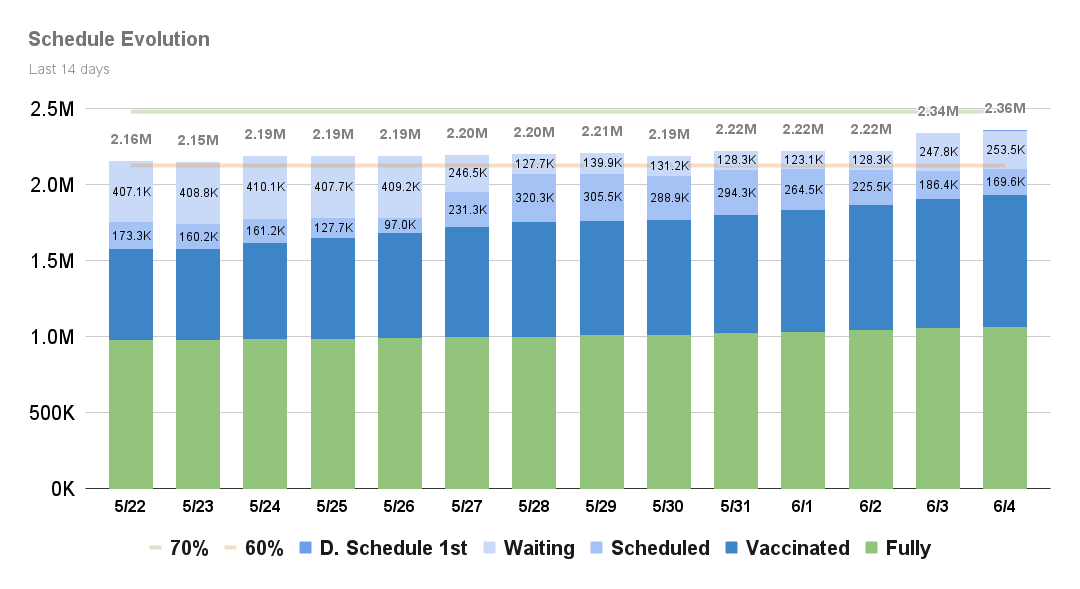 Schedule Evolution
Last 14 days
2.5M
2.0M
1.5M
1.0M
500K
0K
2.16M 2.15M 2.19M 2.19M 2.19M 2.20M 2.20M 2.21M 2.19M 2.22M 2.22M 2.22M 2.34M 2.36M
407.1K 408.8K 410.1K 407.7K 409.2K 246.5K 127.7K 139.9K 131.2K 128.3K 123.1K 128.3K 247.8K 253.5K
173.3K 160.2K 161.2K 127.7K 97.0K 231.3K 320.3K 305.5K 288.9K 294.3K 264.5K 225.5K 186.4K 169.6K
5/22 5/23 5/24 5/25 5/26 5/27 5/28 5/29 5/30 5/31 6/1 6/2 6/3 6/4
70% 60% D. Schedule 1st Waiting Scheduled Vaccinated Fully